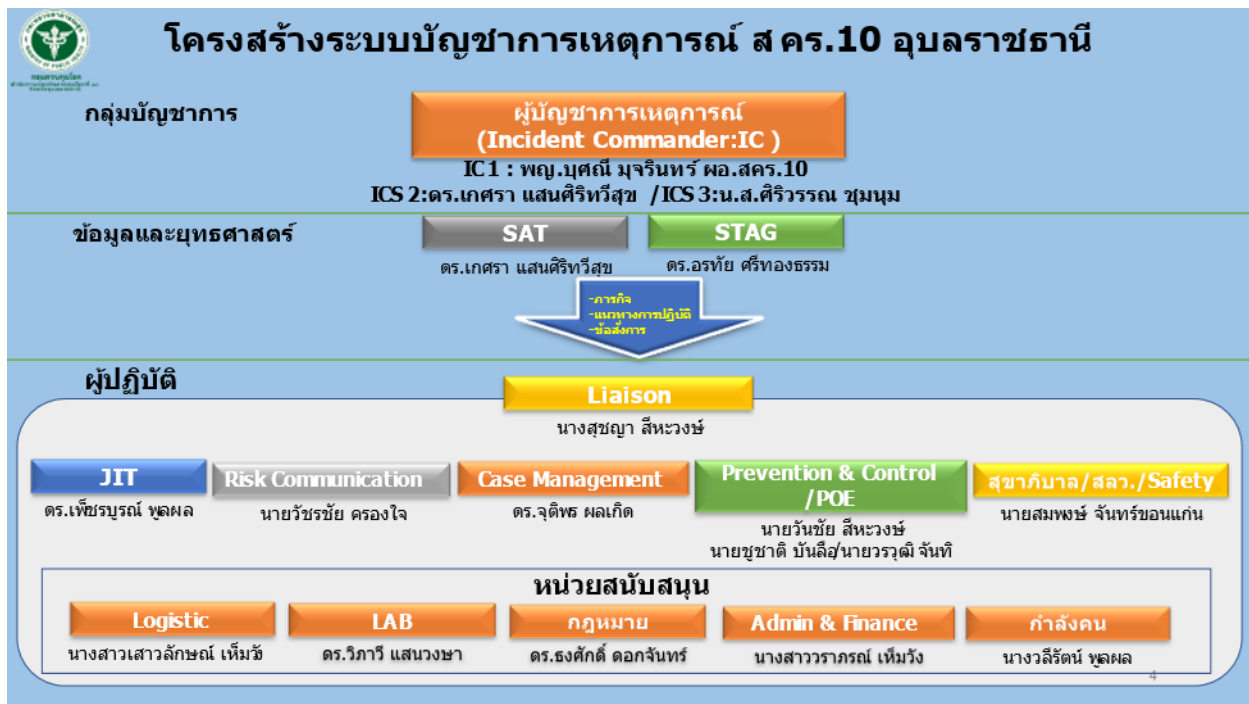 โครงสร้างระบบบัญชาการเหตุการณ์ สคร.10 อุบลราชธานี
กรมควบคุมโรค
กลุ่มบัญชาการ
ผู้บัญชาการเหตุการณ์
(Incident Commander:IC )
IC1 : พญ.บุศณี มุจรินทร์ ผอ.สคร.10
ICS 2:ดร.เกศรา แสนศิริทวีสุข /ICS 3:น.ส.ศิริวรรณ ชุมนุม
ข้อมูลและยุทธศาสตร์
SAT
STAG
ดร.เกศรา แสนศิริทวีสุข
ดร.อรทัย ศรีทองธรรม
-ภารกิจ
-แนวทางการปฏิบัติ
-ข้อสั่งการ
ผู้ปฏิบัติ
Liaison
นางสุชญา สีหะวงษ์
JIT
Risk Communication
Case Management
Prevention & Control
/POE
สุขาภิบาล/สลว./Safety
ดร.เพ็ชรบูรณ์ พูลผล
นายวัชรชัย ครองใจ
ดร.จุติพร ผลเกิด
นายวันชัย สีหะวงษ์
นายชูชาติ บันลือ/นายวรวุฒิ จันทิ
นายสมพงษ์ จันทร์ขอนแก่น
หน่วยสนับสนุน
Logistic
LAB
กฎหมาย
Admin & Finance
กำลังคน
นางสาวเสาวลักษณ์ เห็มวั
ดร.วิภาวี แสนวงษา
ดร.ธงศักดิ์ ดอกจันทร์
นางสาววราภรณ์ เห็มวัง
นางวลีรัตน์ พูลผล
4